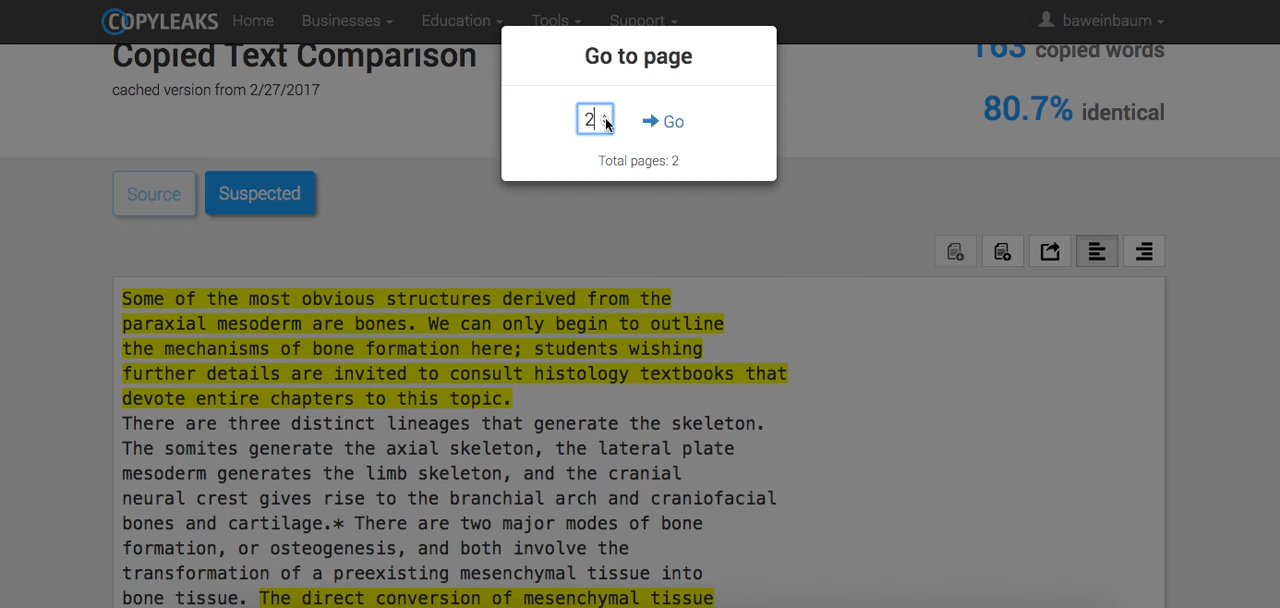 COPYLEAKS Home Businesses Education Tools Support baweinbaum
Copied Text Comparison
cached version from 2/27/2017
163 copied words
80.7% identical
Go to page
2 Go
Total pages: 2
Source Suspected
Some of the most obvious structures derived from the
paraxial mesoderm are bones. We can only begin to outline
the mechanisms of bone formation here; students wishing
further details are invited to consult histology textbooks that
devote entire chapters to this topic.
There are three distinct lineages that generate the skeleton.
The somites generate the axial skeleton, the lateral plate
mesoderm generates the limb skeleton, and the cranial
neural crest gives rise to the branchial arch and craniofacial
bones and cartilage.* There are two major modes of bone
formation, or osteogenesis, and both involve the
transformation of a preexisting mesenchymal tissue into
bone tissue. The direct conversion of mesenchymal tissue